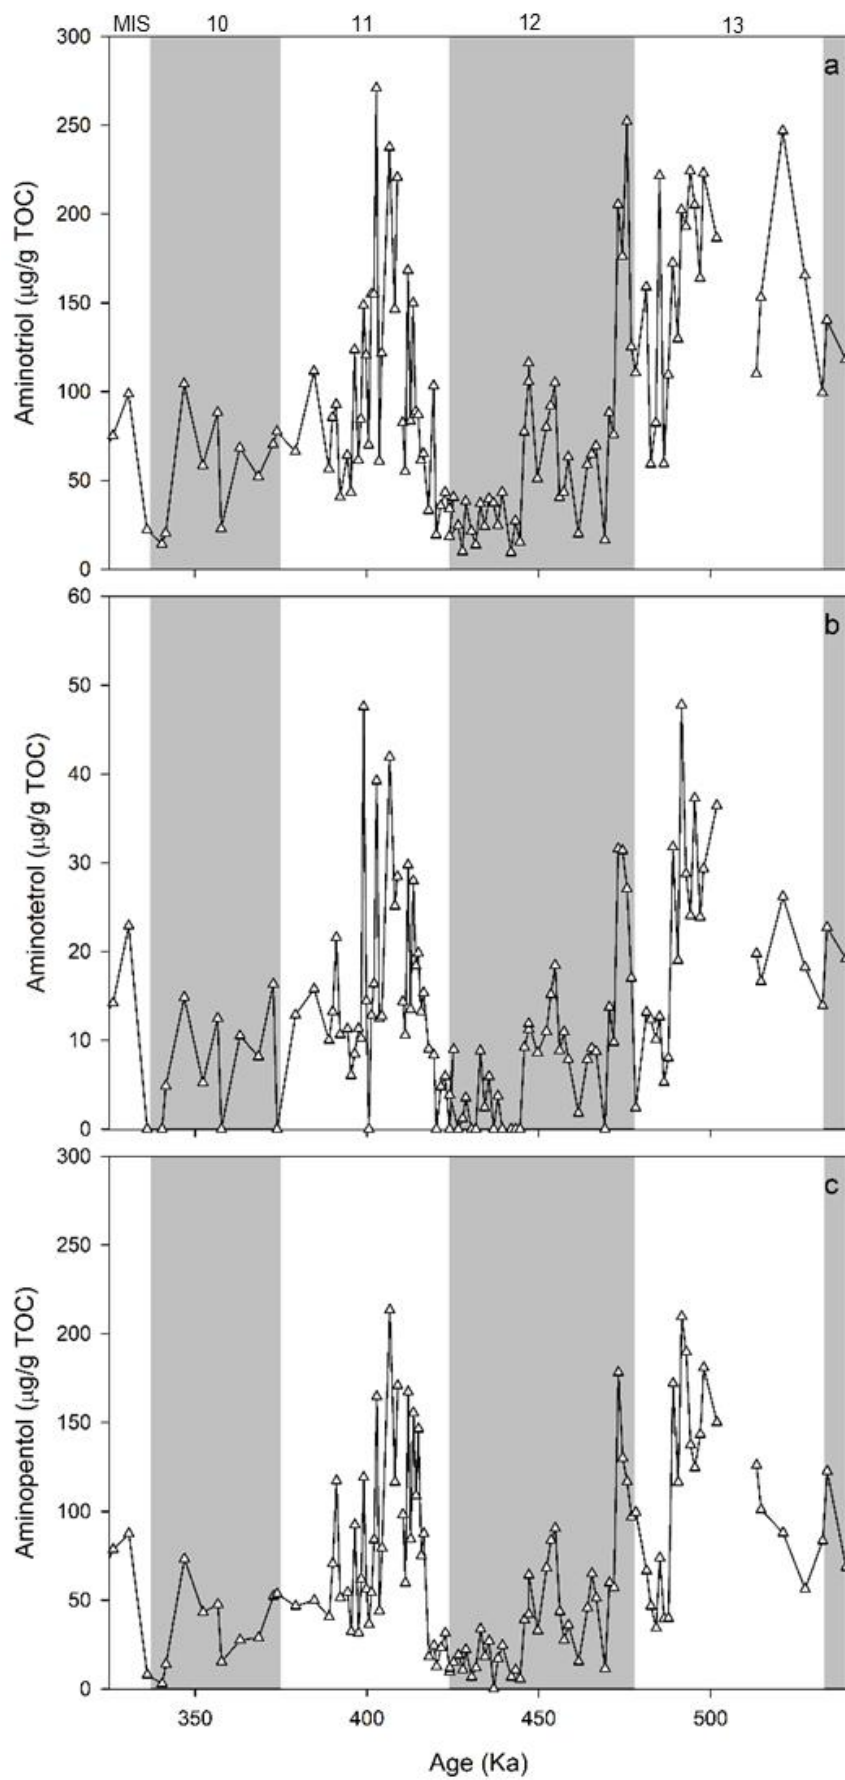 MIS 10 11 12 13
a
300
250
200
150
100
50
0
Aminotriol (μg/g TOC)
b
60
50
40
30
20
10
0
Aminotetrol (μg/g TOC)
c
300
250
200
150
100
50
0
Aminopentol (μg/g TOC)
350 400 450 500
Age (Ka)